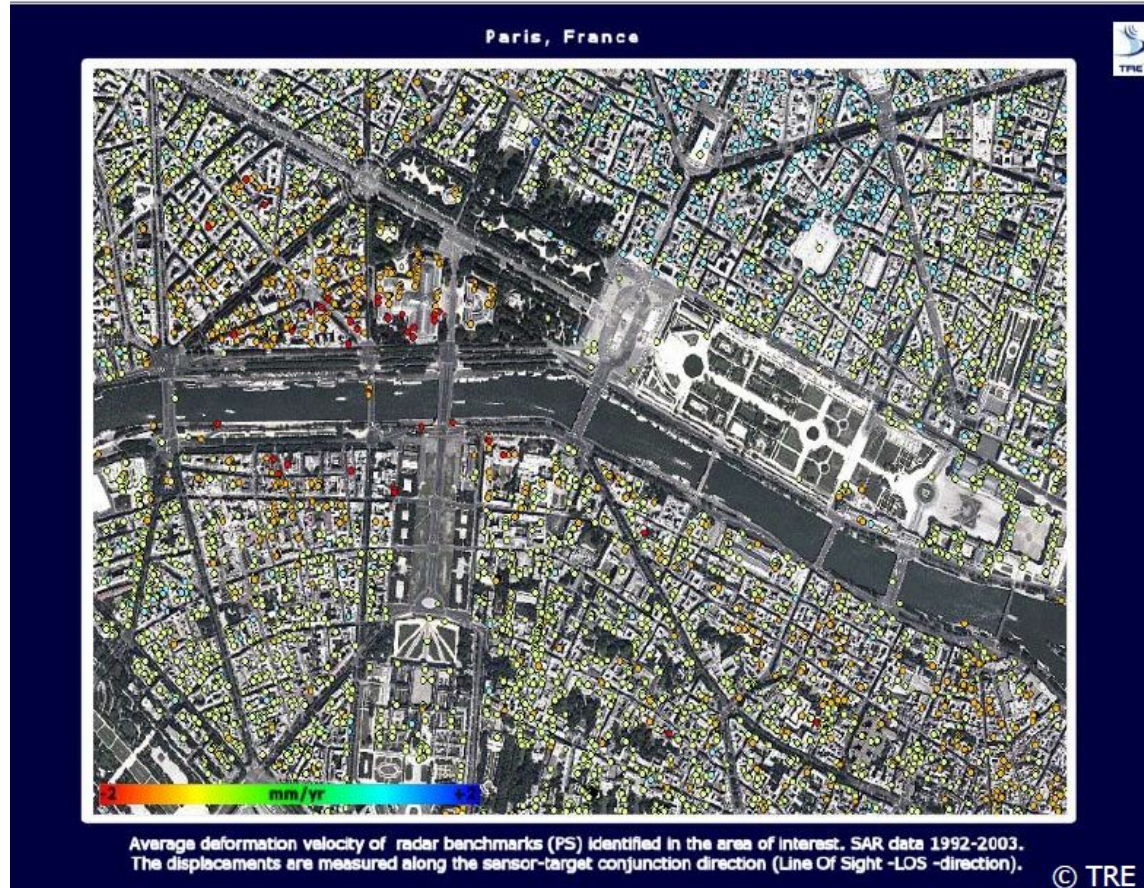 Paris, France
TRE
-2 mm/yr +2
Average deformation velocity of radar benchmarks (PS) identified in the area of interest. SAR data 1992-2003.
The displacements are measured along the sensor-target conjunction direction (Line Of Sight -LOS -direction).
© TRE